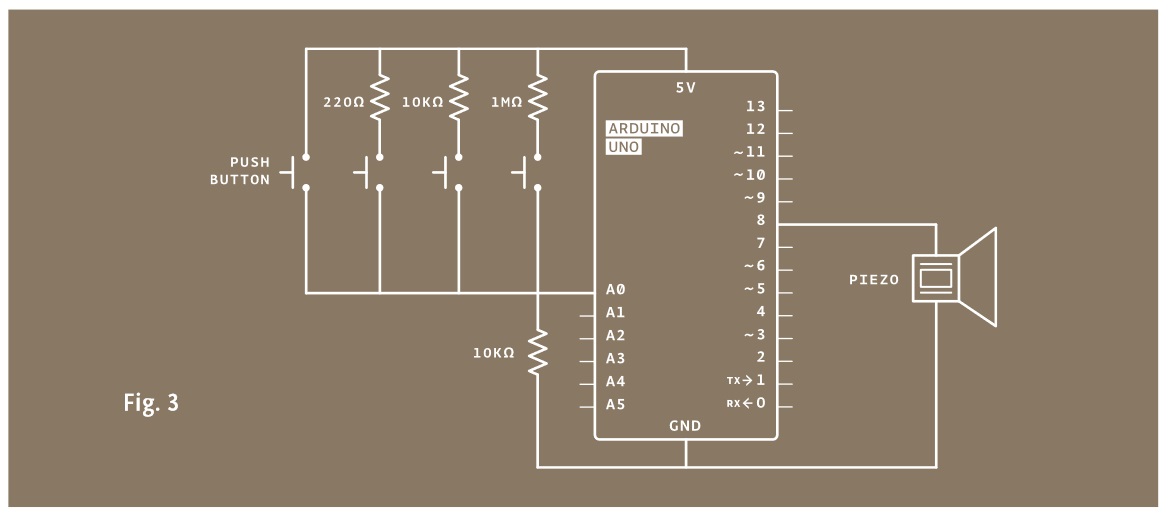 5V
220Ω
10KΩ
1MΩ
ARDUINO
UNO
PUSH
BUTTON
13
12
~11
~10
~9
8
7
~6
~5
4
~3
2
TX→1
RX←0
A0
A1
A2
A3
A4
A5
GND
PIEZO
10KΩ
Fig. 3